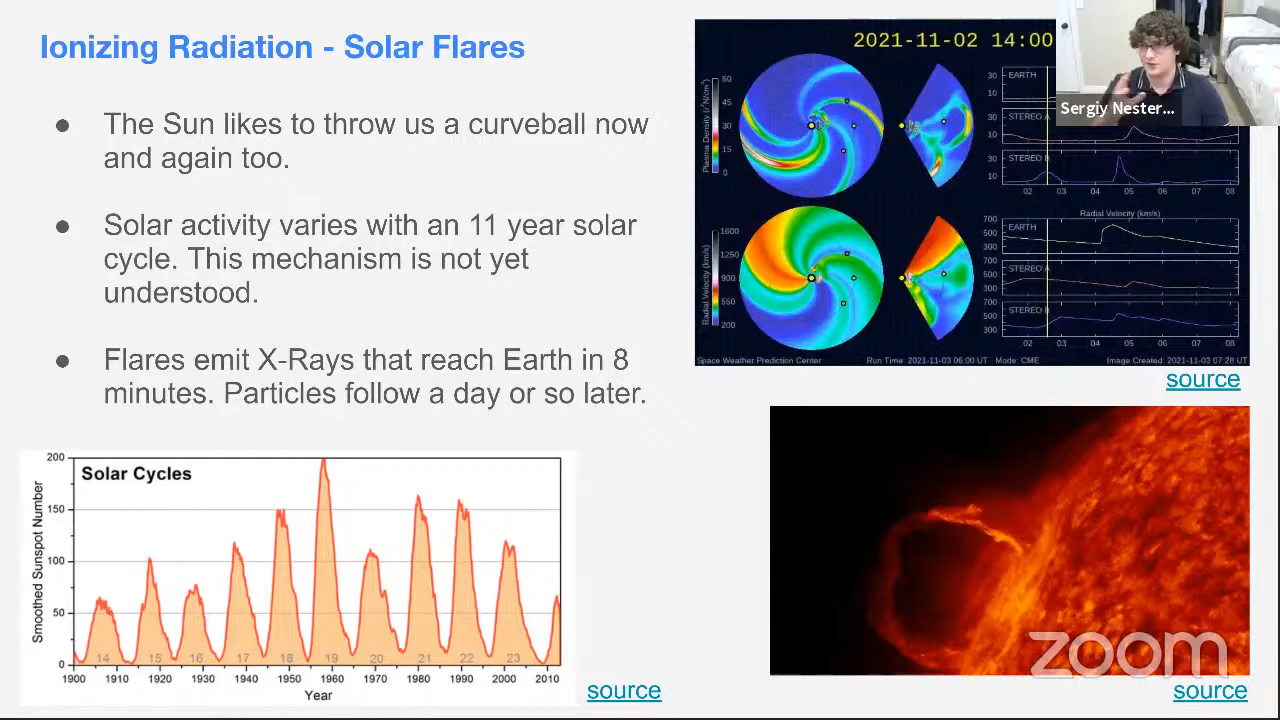 Ionizing Radiation - Solar Flares
● The Sun likes to throw us a curveball now
and again too.
● Solar activity varies with an 11 year solar
cycle. This mechanism is not yet
understood.
● Flares emit X-Rays that reach Earth in 8
minutes. Particles follow a day or so later.
Solar Cycles
Smoothed Sunspot Number
200
150
100
50
0
14 15 16 17 18 19 20 21 22 23
1900 1910 1920 1930 1940 1950 1960 1970 1980 1990 2000 2010
Year
source
2021-11-02 14:00
Plasma Density (r²N/cm³)
60
45
30
15
0
EARTH
30
10
STEREO A
30
10
STEREO B
30
10
02 03 04 05 06 07 08
Radial Velocity (km/s)
1600
1250
900
550
200
Radial Velocity (km/s)
EARTH
700
500
300
STEREO A
700
500
300
STEREO B
700
500
300
02 03 04 05 06 07 08
Space Weather Prediction Center Run Time: 2021-11-03 06:00 UT Mode: CME Image Created: 2021-11-03 07:28 UT
source
Sergiy Nester...
zoom
source